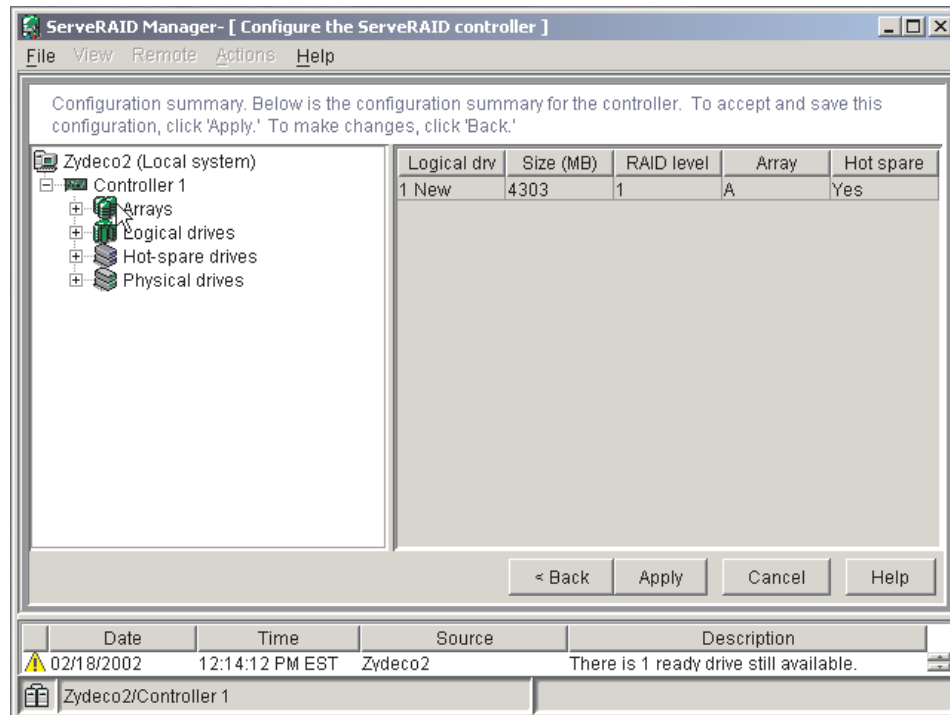 ServeRAID Manager- [ Configure the ServeRAID controller ]
File View Remote Actions Help
Configuration summary. Below is the configuration summary for the controller. To accept and save this
configuration, click 'Apply.' To make changes, click 'Back.'
Zydeco2 (Local system)
Controller 1
Arrays
Logical drives
Hot-spare drives
Physical drives
Logical drv Size (MB) RAID level Array Hot spare
1 New 4303 1 A Yes
< Back Apply Cancel Help
Date Time Source Description
02/18/2002 12:14:12 PM EST Zydeco2 There is 1 ready drive still available.
Zydeco2/Controller 1